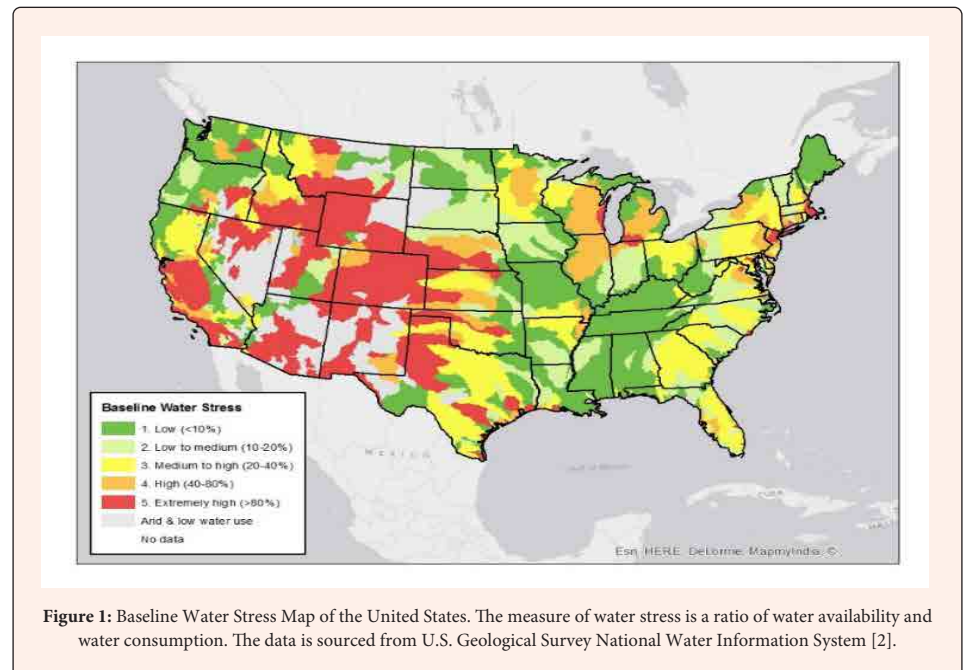 MEXICO
CUBA
Baseline Water Stress
1. Low (<10%)
2. Low to medium (10-20%)
3. Medium to high (20-40%)
4. High (40-80%)
5. Extremely high (>80%)
Arid & low water use
No data
Esri, HERE, DeLorme, MapmyIndia, ©
Figure 1: Baseline Water Stress Map of the United States. The measure of water stress is a ratio of water availability and
water consumption. The data is sourced from U.S. Geological Survey National Water Information System [2].